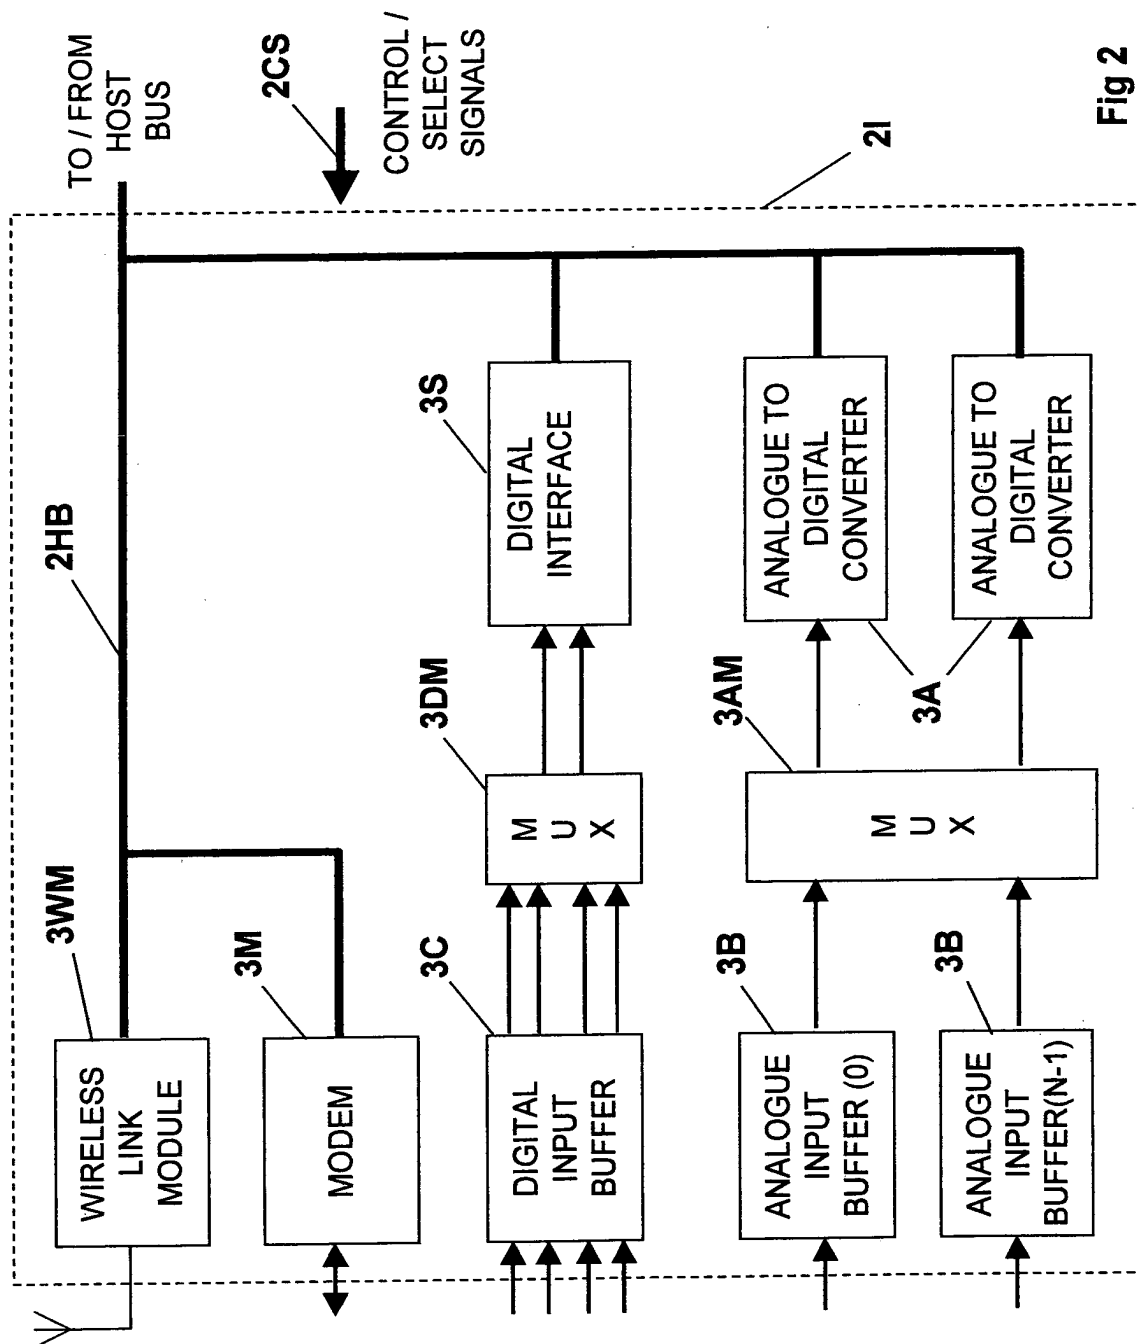 TO / FROM
HOST
BUS
2CS
CONTROL /
SELECT
SIGNALS
2HB
2I
3WM
WIRELESS
LINK
MODULE
3M
MODEM
3C
DIGITAL
INPUT
BUFFER
3DM
M
U
X
3S
DIGITAL
INTERFACE
3B
ANALOGUE
INPUT
BUFFER (0)
3AM
M
U
X
ANALOGUE TO
DIGITAL
CONVERTER
3A
3B
ANALOGUE
INPUT
BUFFER(N-1)
ANALOGUE TO
DIGITAL
CONVERTER
Fig 2